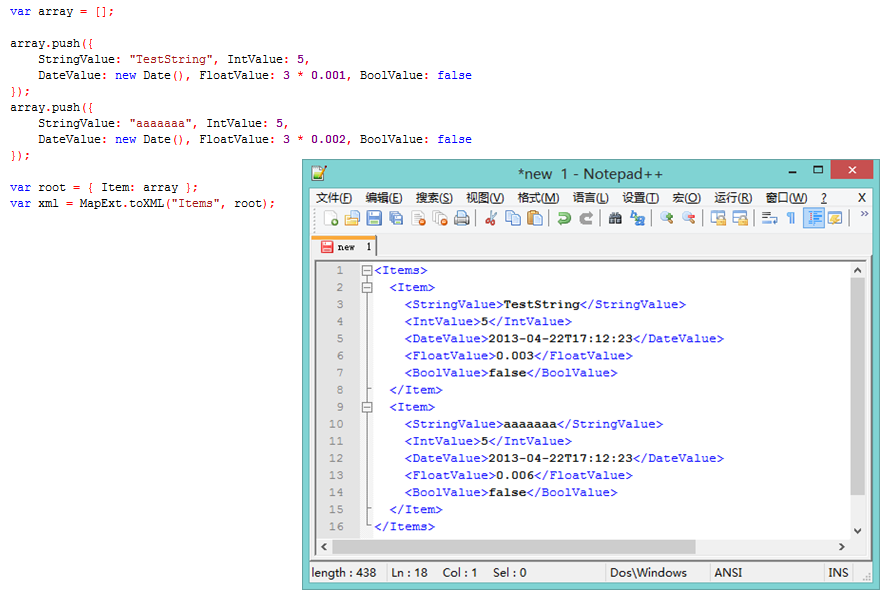 var array = [];
array.push({
    StringValue: "TestString", IntValue: 5,
    DateValue: new Date(), FloatValue: 3 * 0.001, BoolValue: false
});
array.push({
    StringValue: "aaaaaaa", IntValue: 5,
    DateValue: new Date(), FloatValue: 3 * 0.002, BoolValue: false
});
var root = { Item: array };
var xml = MapExt.toXML("Items", root);
*new 1 - Notepad++
文件(F) 编辑(E) 搜索(S) 视图(V) 格式(M) 语言(L) 设置(T) 宏(O) 运行(R) 窗口(W) ? X
new 1
1 <Items>
2   <Item>
3     <StringValue>TestString</StringValue>
4     <IntValue>5</IntValue>
5     <DateValue>2013-04-22T17:12:23</DateValue>
6     <FloatValue>0.003</FloatValue>
7     <BoolValue>false</BoolValue>
8   </Item>
9   <Item>
10     <StringValue>aaaaaaa</StringValue>
11     <IntValue>5</IntValue>
12     <DateValue>2013-04-22T17:12:23</DateValue>
13     <FloatValue>0.006</FloatValue>
14     <BoolValue>false</BoolValue>
15   </Item>
16 </Items>
length : 438 Ln : 18 Col : 1 Sel : 0 Dos\Windows ANSI INS